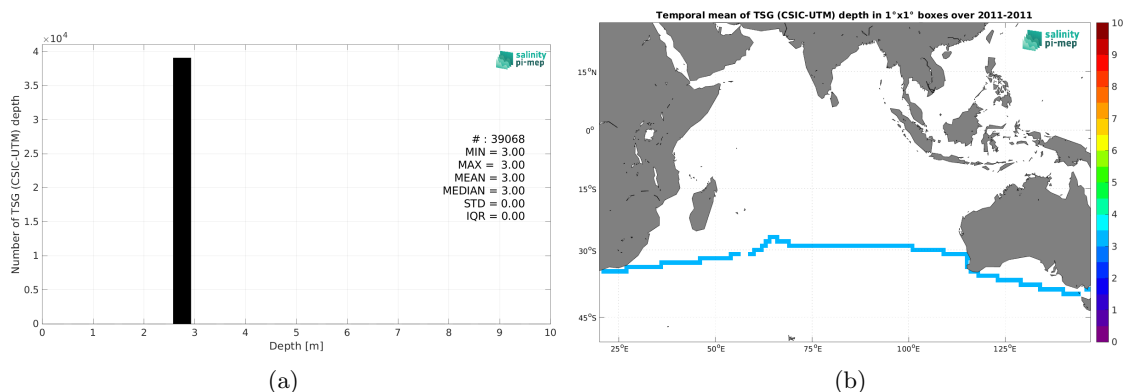 ×10⁴
4
3.5
3
2.5
2
1.5
1
0.5
0
Number of TSG (CSIC-UTM) depth
0 1 2 3 4 5 6 7 8 9 10
Depth [m]
salinity
pi-mep
# : 39068
MIN = 3.00
MAX = 3.00
MEAN = 3.00
MEDIAN = 3.00
STD = 0.00
IQR = 0.00
(a)
Temporal mean of TSG (CSIC-UTM) depth in 1°x1° boxes over 2011-2011
salinity
pi-mep
15°N
0°
15°S
30°S
45°S
25°E 50°E 75°E 100°E 125°E
10
9
8
7
6
5
4
3
2
1
0
(b)